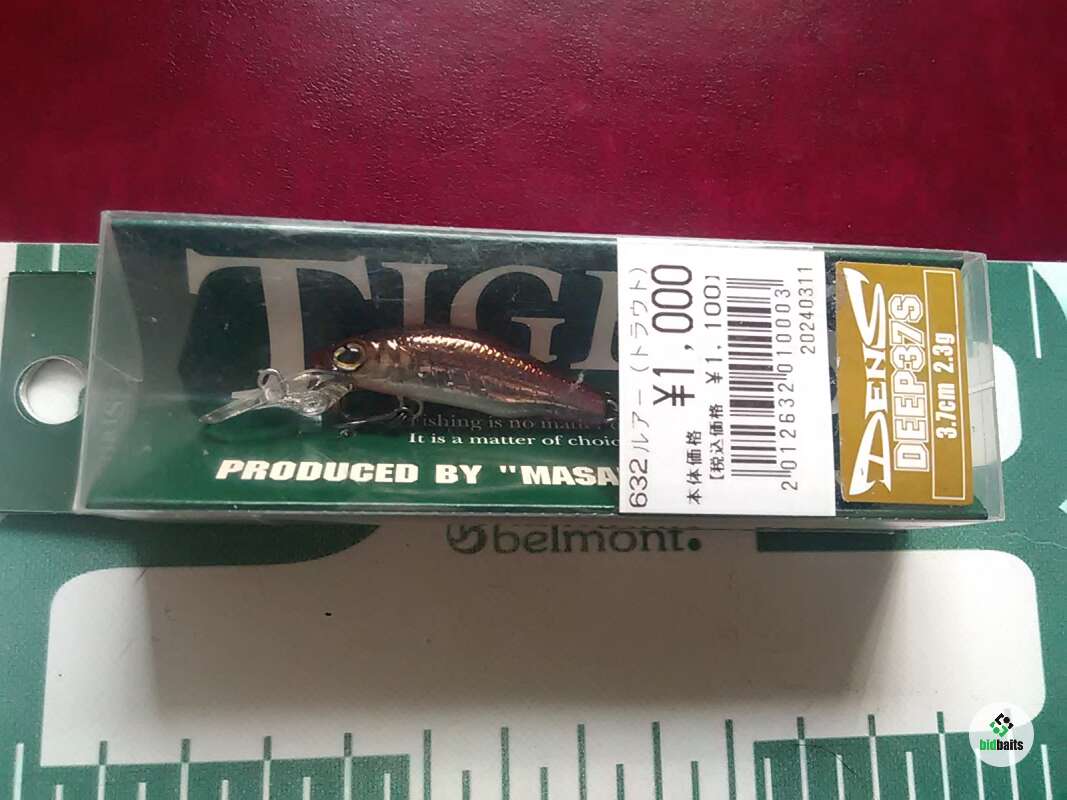 TIG
Fishing is no matt
It is a matter of choic
PRODUCED BY "MASA
632ルアー(トラウト)
¥1,000
本体価格
【税込価格 ¥1,100】
2012632010003
20240311
DENS
DEEP37S
3.7cm 2.3g
belmont.
bidbaits